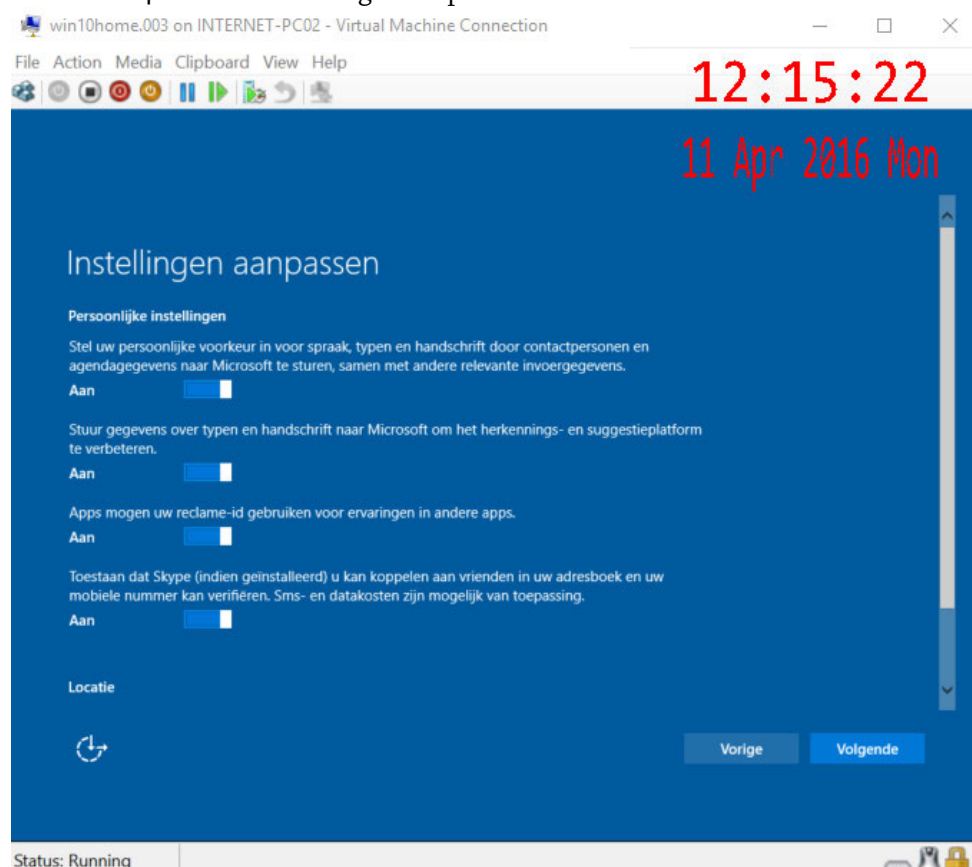 win10home.003 on INTERNET-PC02 - Virtual Machine Connection
File Action Media Clipboard View Help
12:15:22
11 Apr 2016 Mon
Instellingen aanpassen
Persoonlijke instellingen
Stel uw persoonlijke voorkeur in voor spraak, typen en handschrift door contactpersonen en
agendagegevens naar Microsoft te sturen, samen met andere relevante invoergegevens.
Aan
Stuur gegevens over typen en handschrift naar Microsoft om het herkennings- en suggestieplatform
te verbeteren.
Aan
Apps mogen uw reclame-id gebruiken voor ervaringen in andere apps.
Aan
Toestaan dat Skype (indien geïnstalleerd) u kan koppelen aan vrienden in uw adresboek en uw
mobiele nummer kan verifiëren. Sms- en datakosten zijn mogelijk van toepassing.
Aan
Locatie
Vorige
Volgende
Status: Running